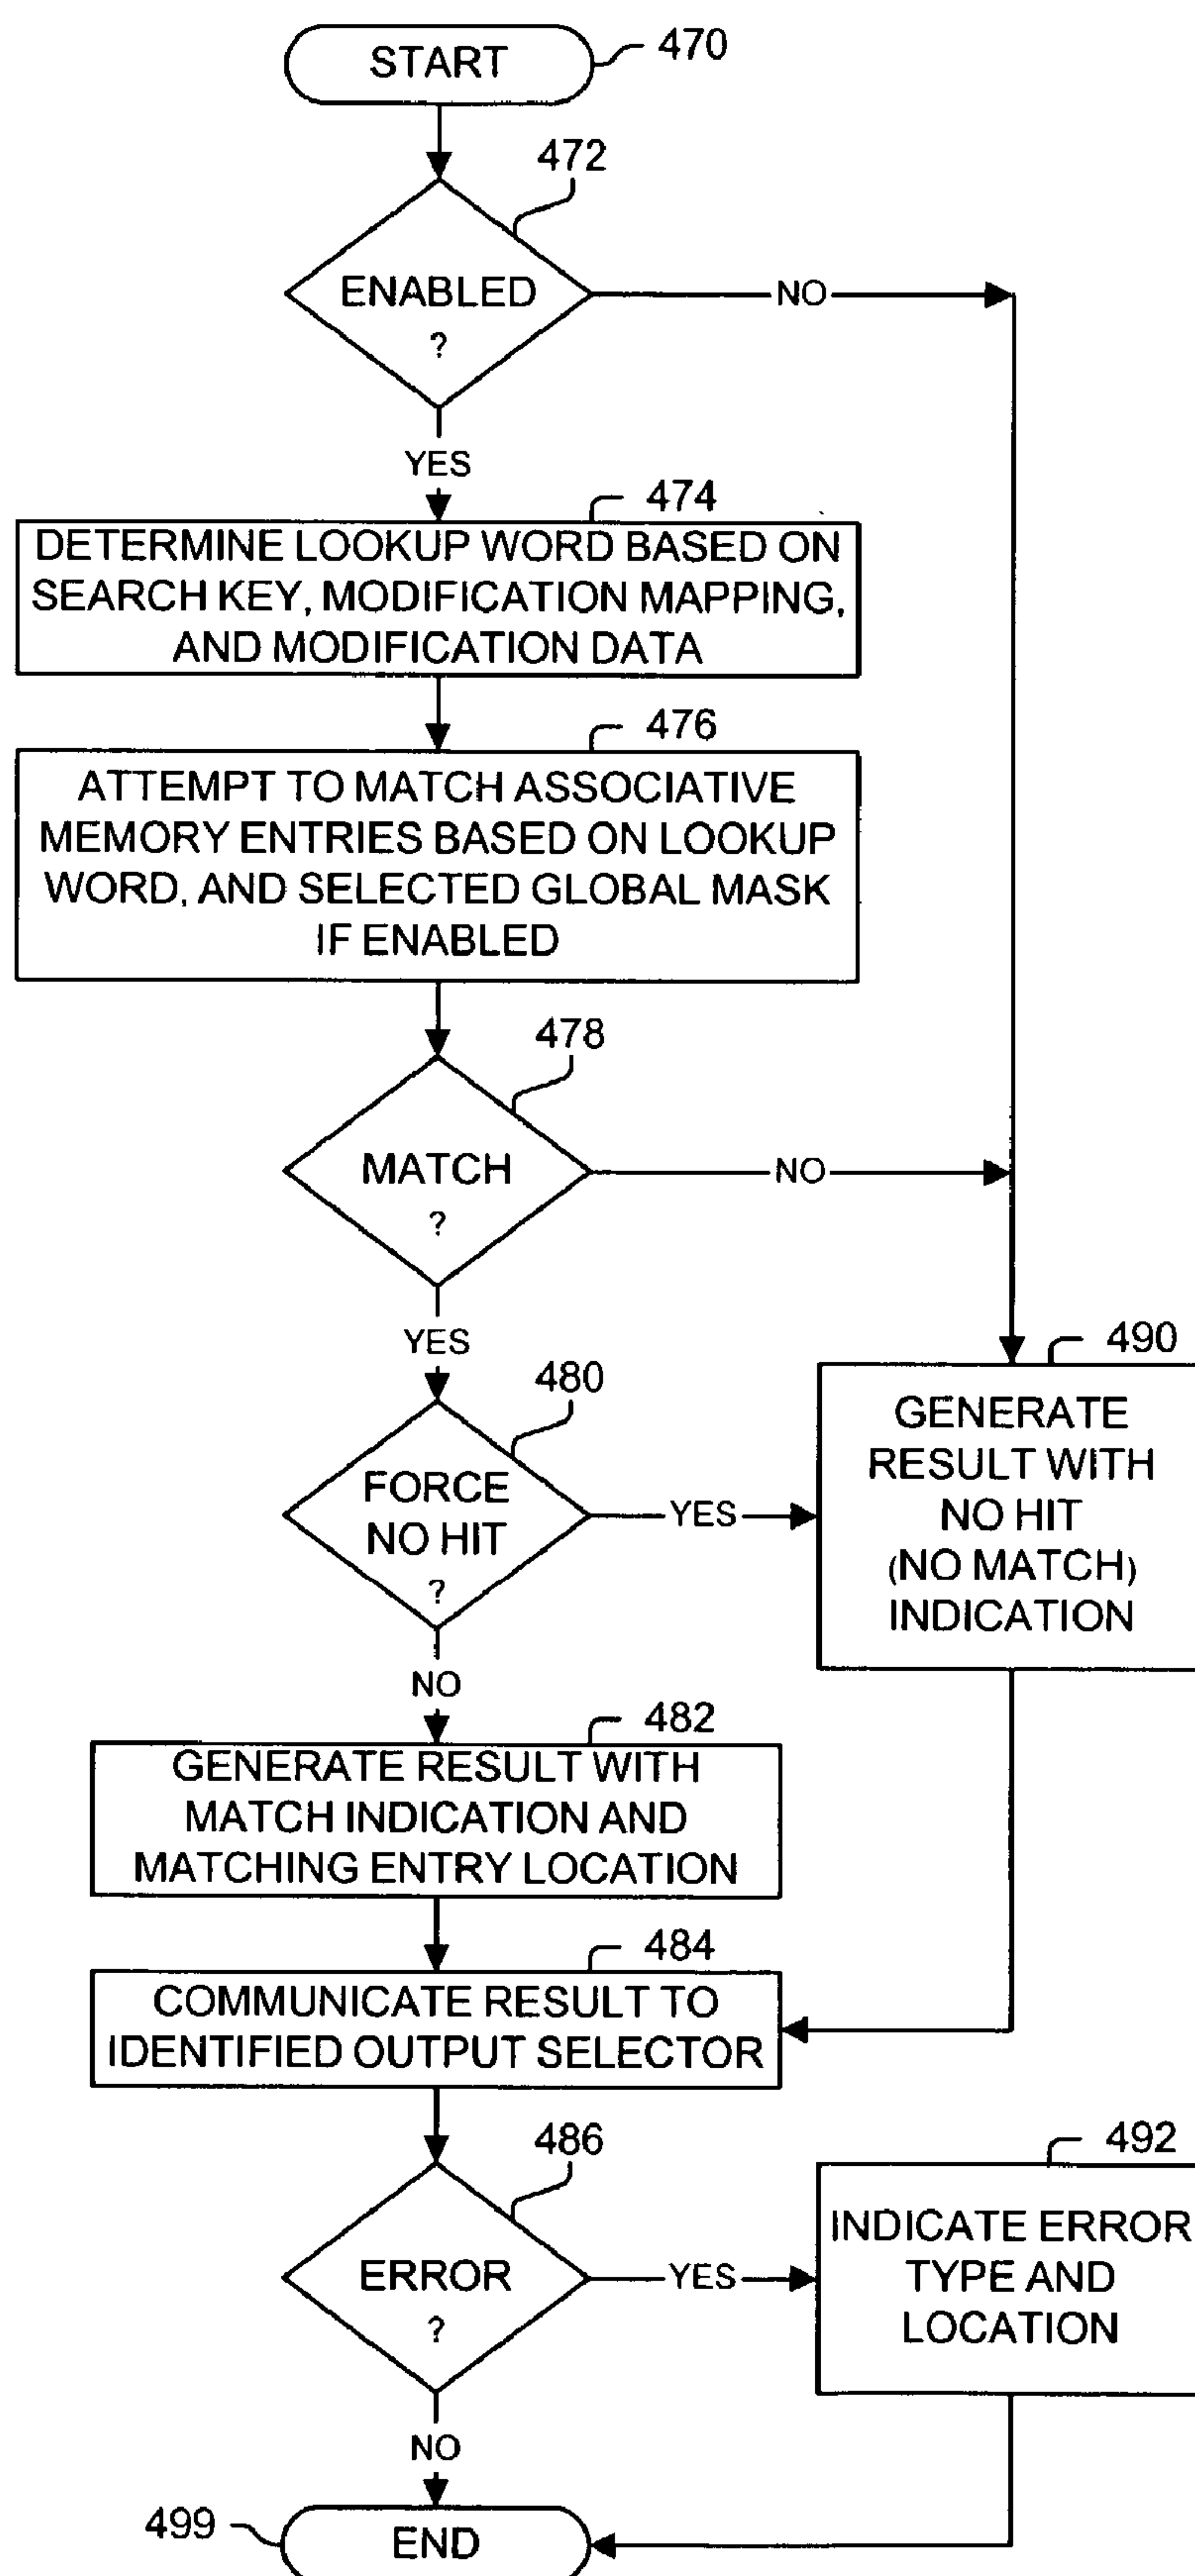 START
470
472
ENABLED
?
NO
YES
474
DETERMINE LOOKUP WORD BASED ON
SEARCH KEY, MODIFICATION MAPPING,
AND MODIFICATION DATA
476
ATTEMPT TO MATCH ASSOCIATIVE
MEMORY ENTRIES BASED ON LOOKUP
WORD, AND SELECTED GLOBAL MASK
IF ENABLED
478
MATCH
?
NO
YES
480
FORCE
NO HIT
?
YES
NO
490
GENERATE
RESULT WITH
NO HIT
(NO MATCH)
INDICATION
482
GENERATE RESULT WITH
MATCH INDICATION AND
MATCHING ENTRY LOCATION
484
COMMUNICATE RESULT TO
IDENTIFIED OUTPUT SELECTOR
486
ERROR
?
YES
NO
492
INDICATE ERROR
TYPE AND
LOCATION
499
END